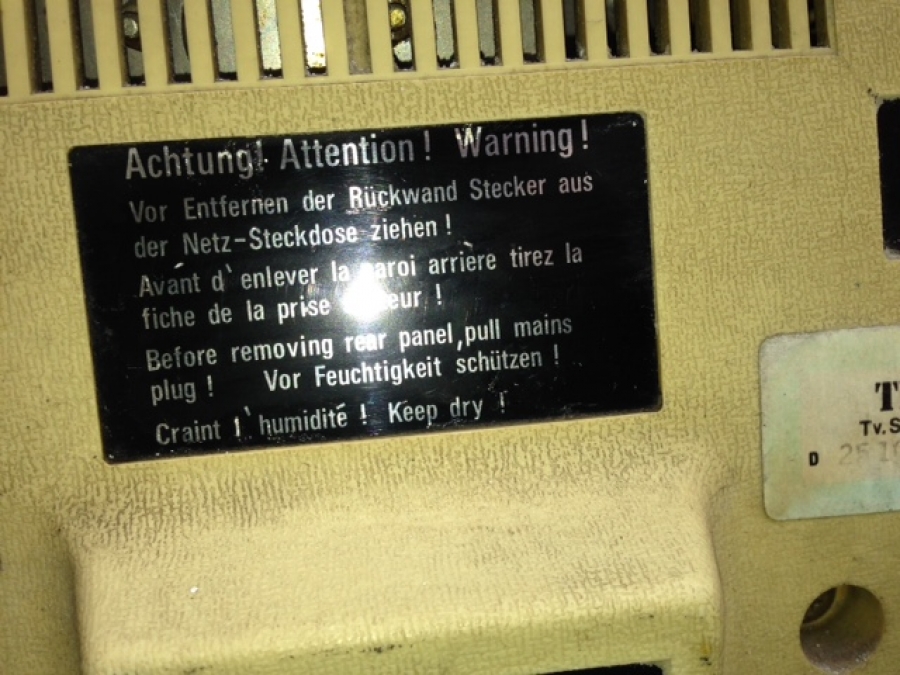 Achtung! Attention! Warning!
Vor Entfernen der Rückwand Stecker aus
der Netz-Steckdose ziehen!
Avant d'enlever la paroi arrière tirez la
fiche de la prise
Before removing rear panel, pull mains
plug! Vor Feuchtigkeit schützen!
Craint l'humidité! Keep dry!
Tv.S
D